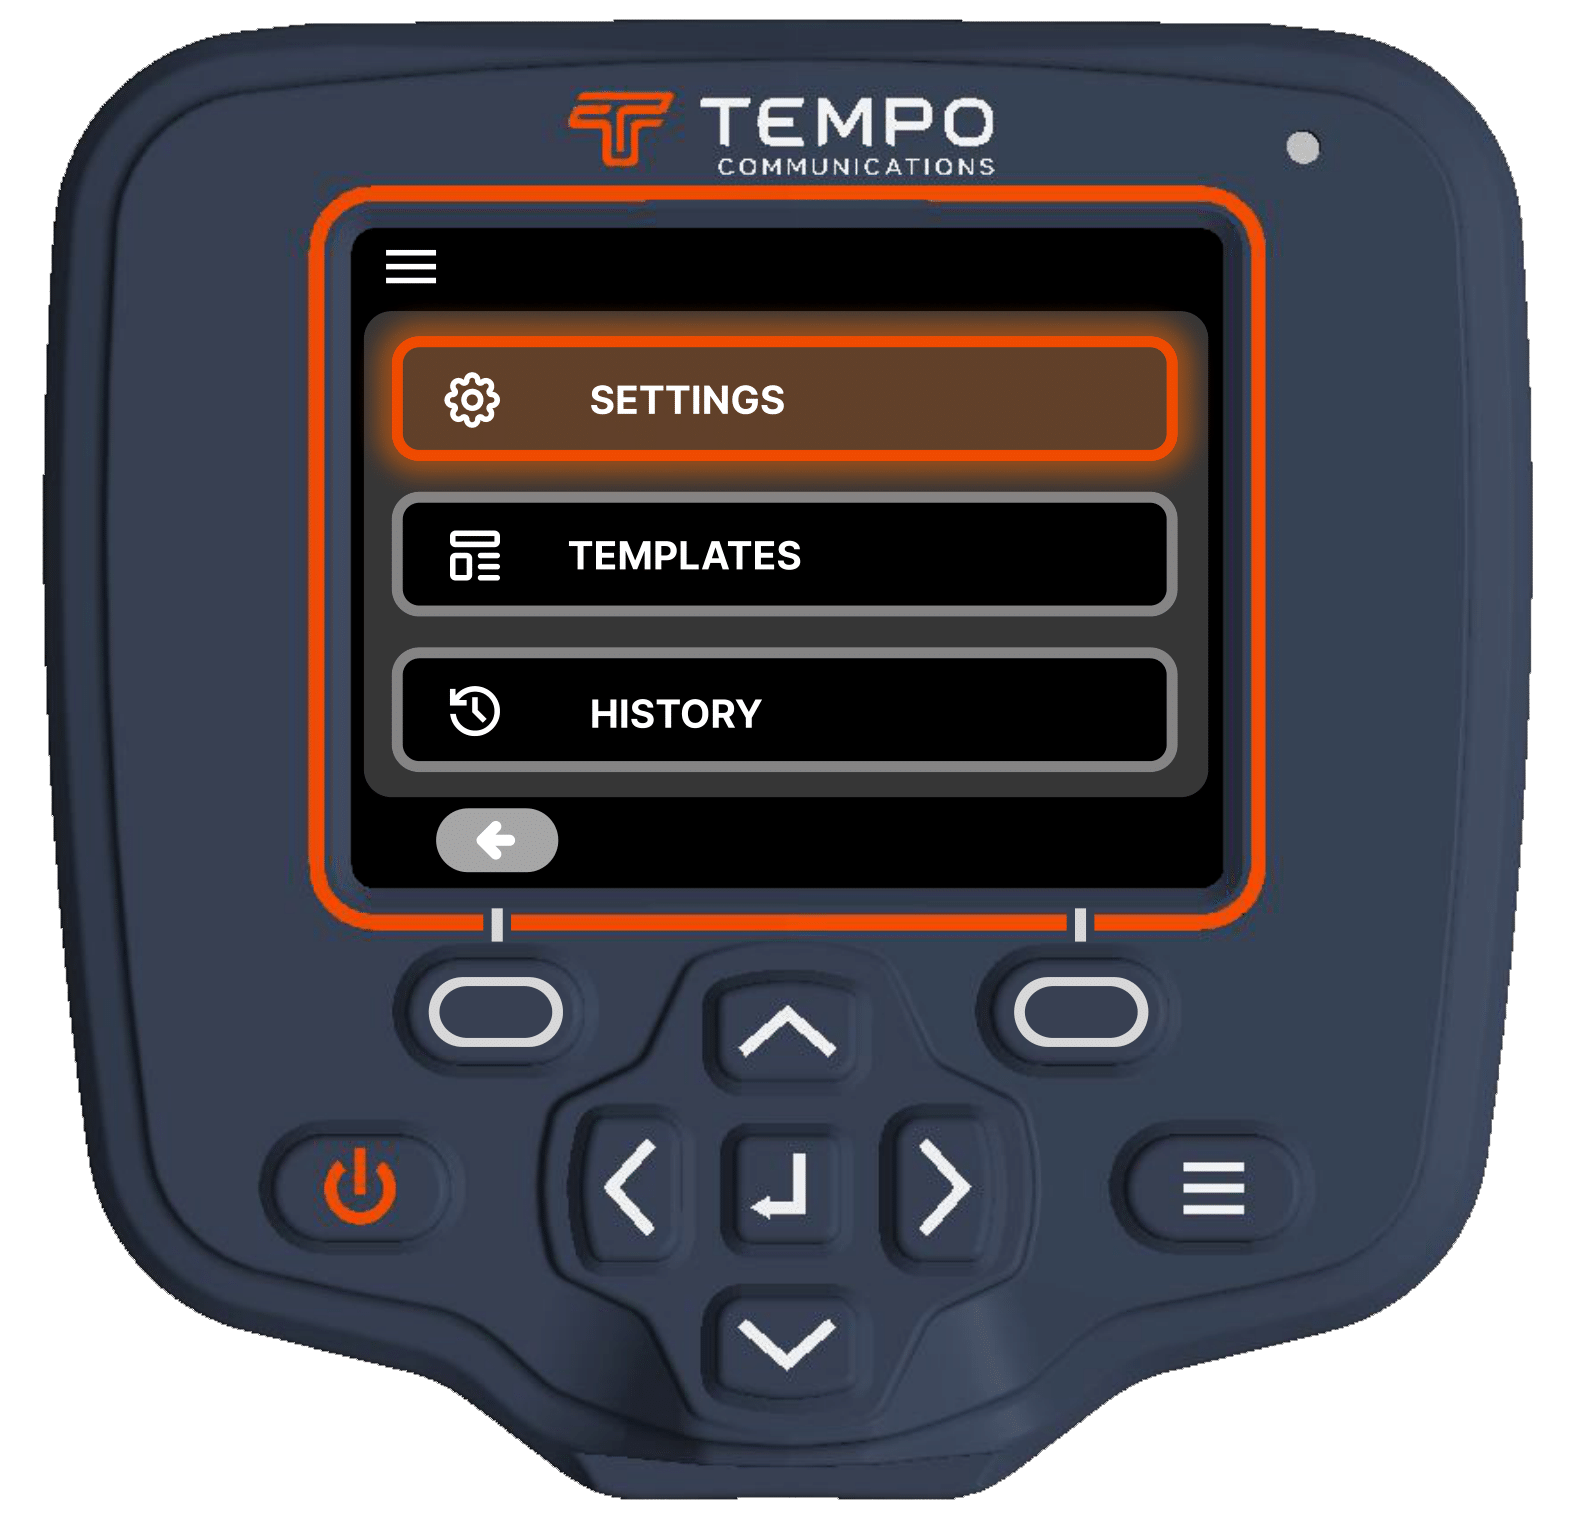 TEMPO
COMMUNICATIONS
SETTINGS
TEMPLATES
HISTORY